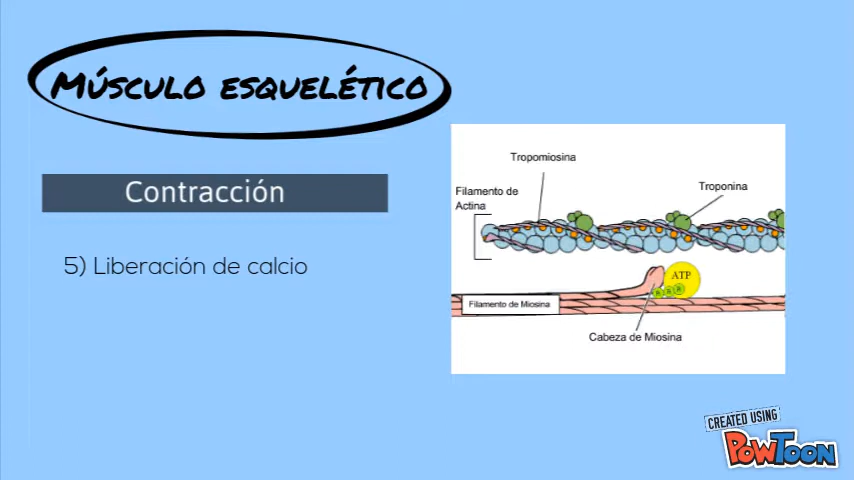 Músculo esquelético
Contracción
5) Liberación de calcio
Tropomiosina
Troponina
Filamento de
Actina
ATP
Filamento de Miosina
Cabeza de Miosina
CREATED USING
POWTOON